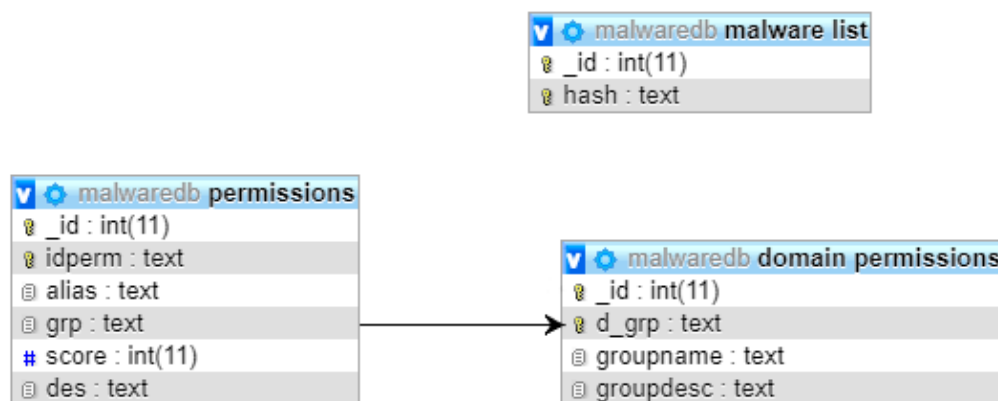 malwaredb malware list
_id : int(11)
hash : text
malwaredb permissions
_id : int(11)
idperm : text
alias : text
grp : text
# score : int(11)
des : text
malwaredb domain permissions
_id : int(11)
d_grp : text
groupname : text
groupdesc : text